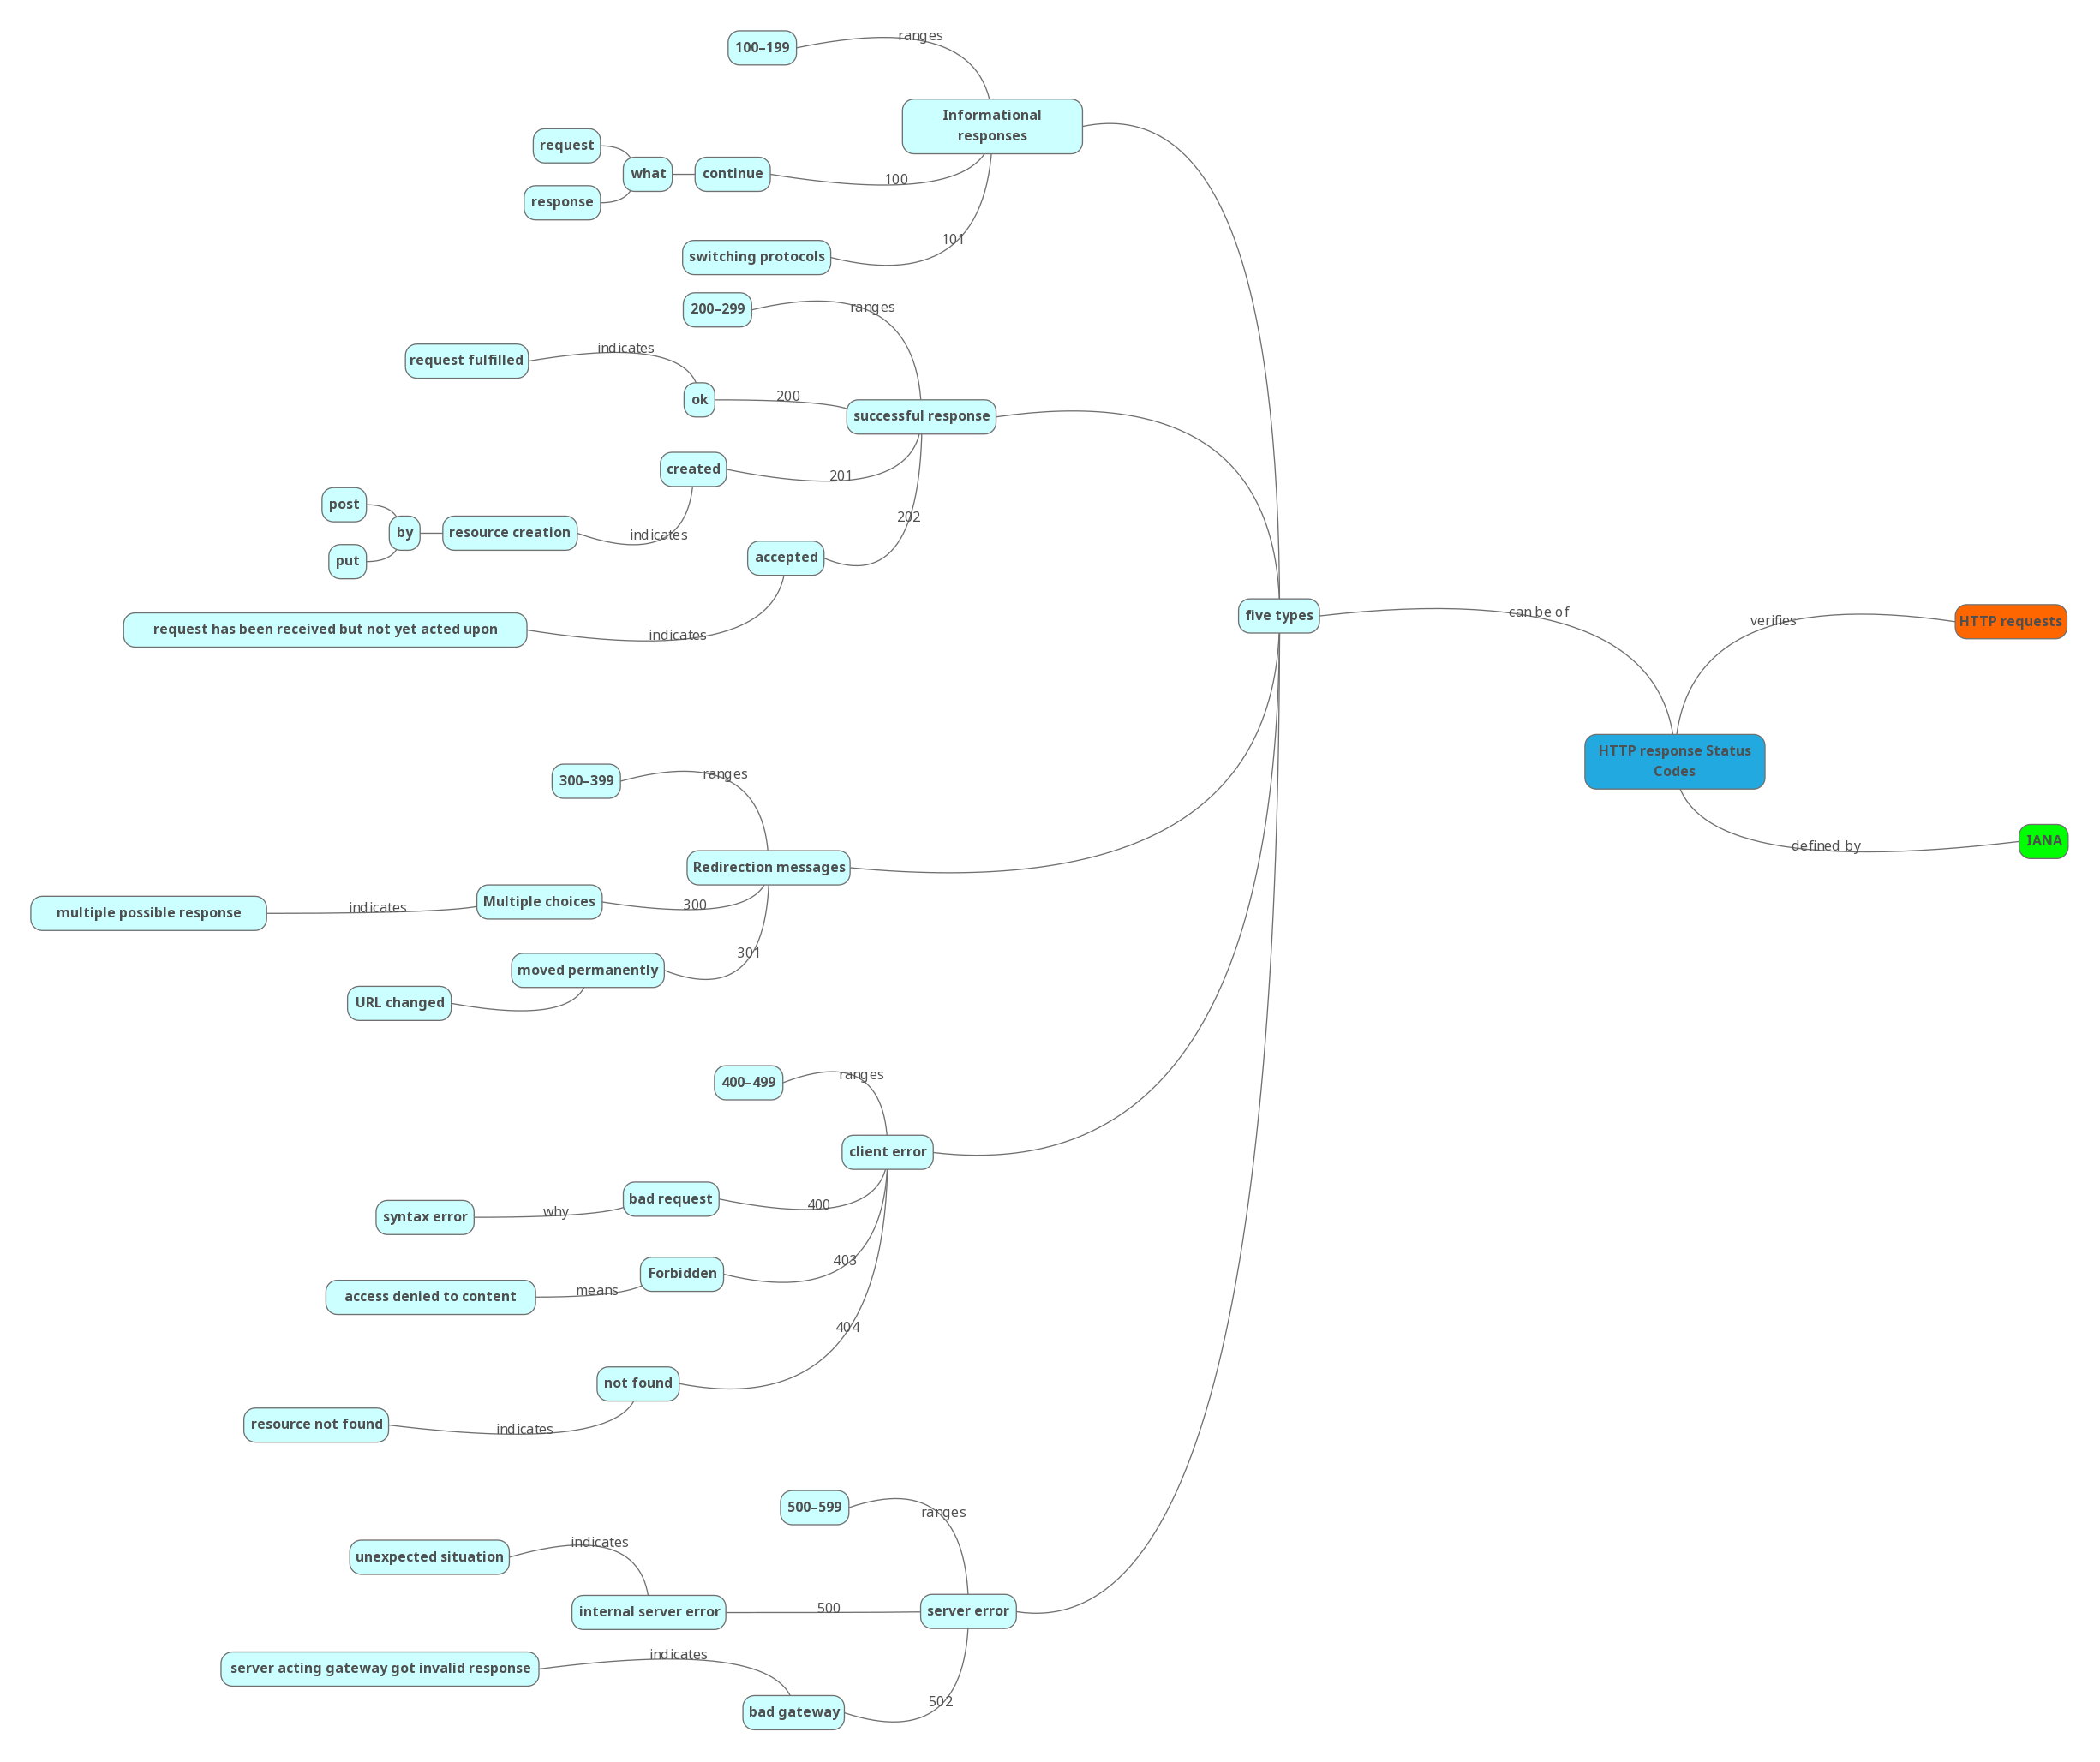 100–199
ranges
Informational
responses
request
what
continue
100
response
101
switching protocols
200–299
ranges
request fulfilled
indicates
ok
200
successful response
created
201
post
by
resource creation
indicates
202
put
accepted
request has been received but not yet acted upon
indicates
five types
can be of
verifies
HTTP requests
HTTP response Status
Codes
defined by
IANA
300–399
ranges
Redirection messages
multiple possible response
indicates
Multiple choices
300
301
moved permanently
URL changed
400–499
ranges
client error
syntax error
why
bad request
400
403
Forbidden
access denied to content
means
404
not found
resource not found
indicates
500–599
ranges
unexpected situation
indicates
internal server error
500
server error
server acting gateway got invalid response
indicates
502
bad gateway